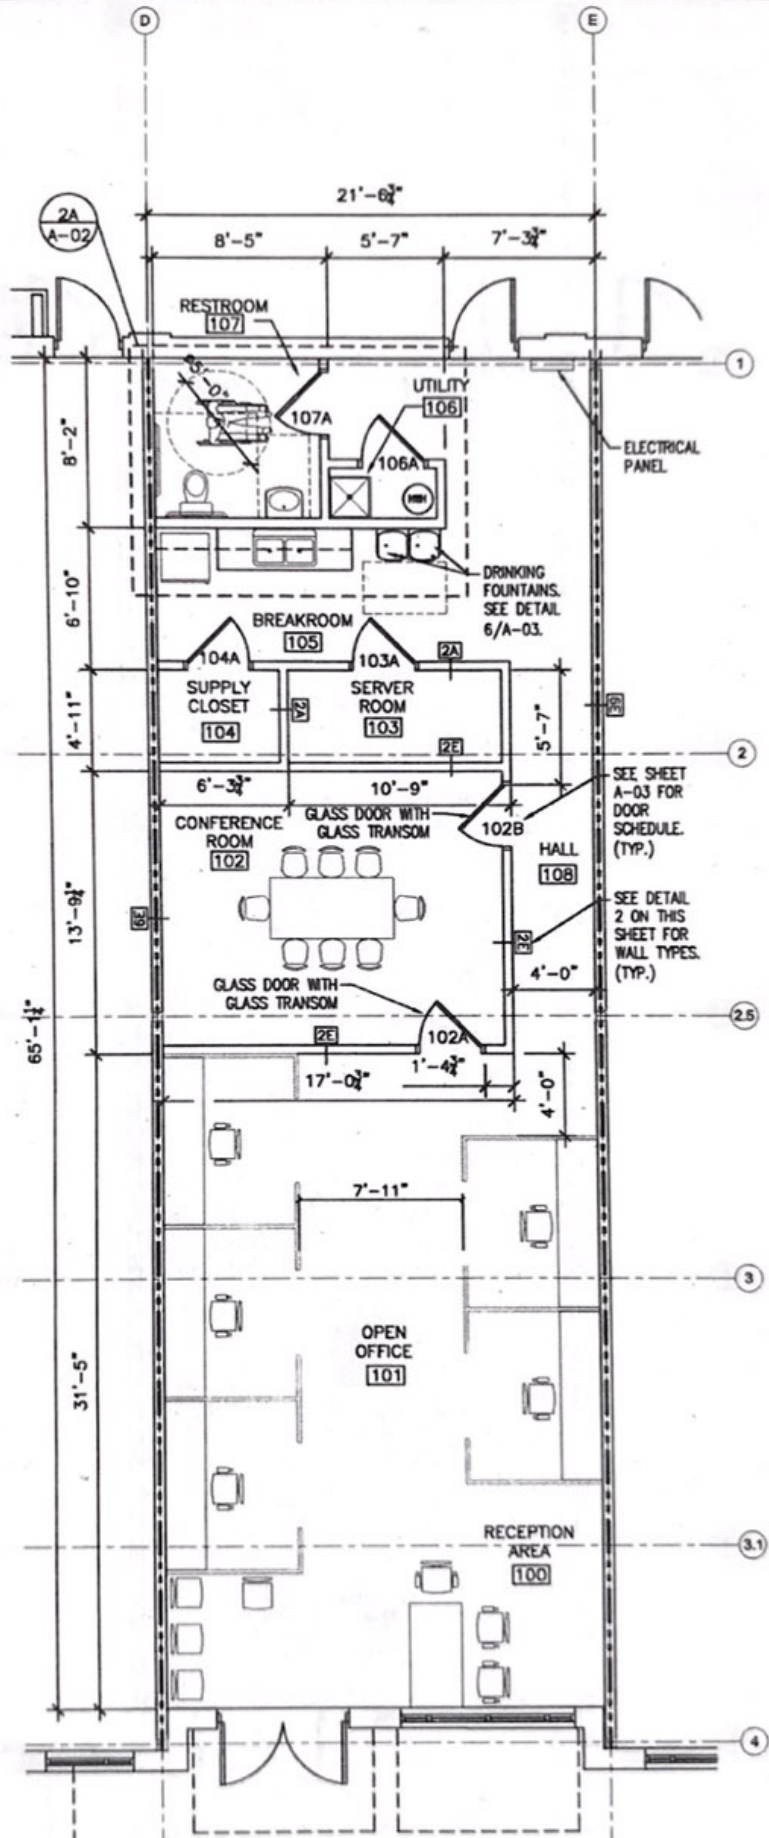 D
E
21'-6¾"
2A
A-02
8'-5"
5'-7"
7'-3¾"
RESTROOM
107
1
5'-0"
UTILITY
106
107A
8'-2"
106A
ELECTRICAL
PANEL
WH
DRINKING
FOUNTAINS.
SEE DETAIL
6/A-03.
6'-10"
BREAKROOM
105
104A
103A
2A
SUPPLY
CLOSET
104
2A
SERVER
ROOM
103
4'-11"
5'-7"
2E
2
6'-3¾"
10'-9"
SEE SHEET
A-03 FOR
DOOR
SCHEDULE.
(TYP.)
GLASS DOOR WITH
GLASS TRANSOM
CONFERENCE
ROOM
102
102B
HALL
108
13'-9¼"
SEE DETAIL
2 ON THIS
SHEET FOR
WALL TYPES.
(TYP.)
2E
4'-0"
GLASS DOOR WITH
GLASS TRANSOM
2.5
65'-1¼"
2E
102A
1'-4¾"
17'-0¾"
4'-0"
7'-11"
3
OPEN
OFFICE
101
31'-5"
RECEPTION
AREA
100
3.1
4